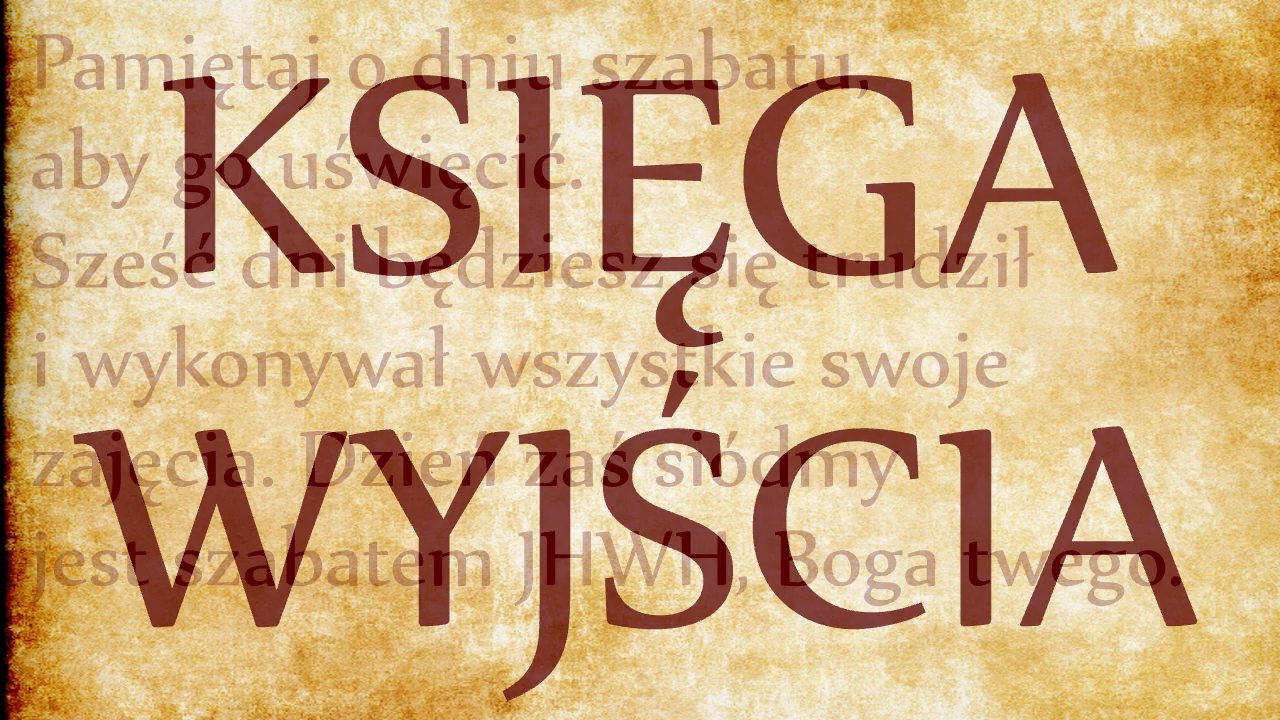 KSIĘGA
WYJŚCIA
Pamiętaj o dniu szabatu,
aby go uświęcić.
Sześć dni będziesz się trudził
i wykonywał wszystkie swoje
zajęcia. Dzień zaś siódmy
jest szabatem JHWH, Boga twego.